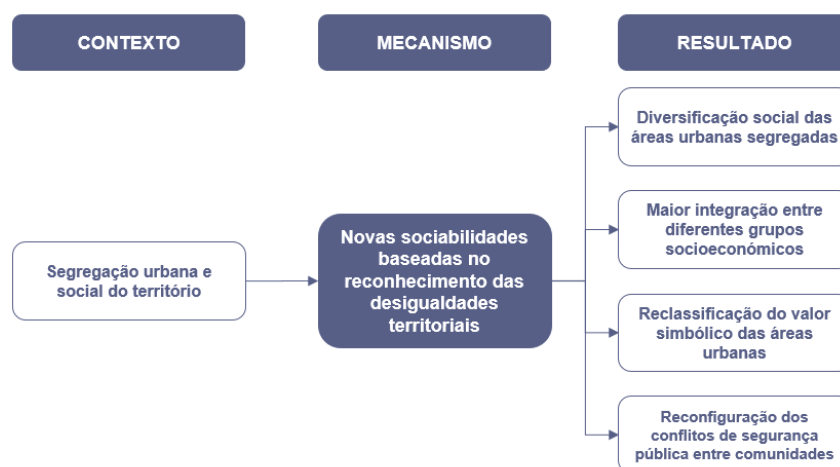 CONTEXTO
MECANISMO
RESULTADO
Segregação urbana e
social do território
Novas sociabilidades
baseadas no
reconhecimento das
desigualdades
territoriais
Diversificação social das
áreas urbanas segregadas
Maior integração entre
diferentes grupos
socioeconómicos
Reclassificação do valor
simbólico das áreas
urbanas
Reconfiguração dos
conflitos de segurança
pública entre comunidades